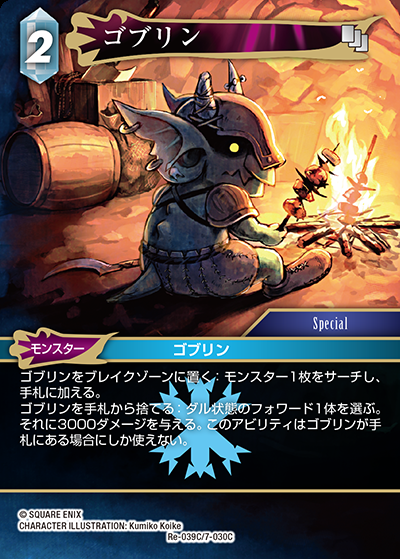 2
ゴブリン
Special
モンスター
ゴブリン
ゴブリンをブレイクゾーンに置く：モンスター1枚をサーチし、
手札に加える。
ゴブリンを手札から捨てる：ダル状態のフォワード1体を選ぶ。
それに3000ダメージを与える。このアビリティはゴブリンが手
札にある場合にしか使えない。
© SQUARE ENIX
CHARACTER ILLUSTRATION: Kumiko Koike
Re-039C/7-030C